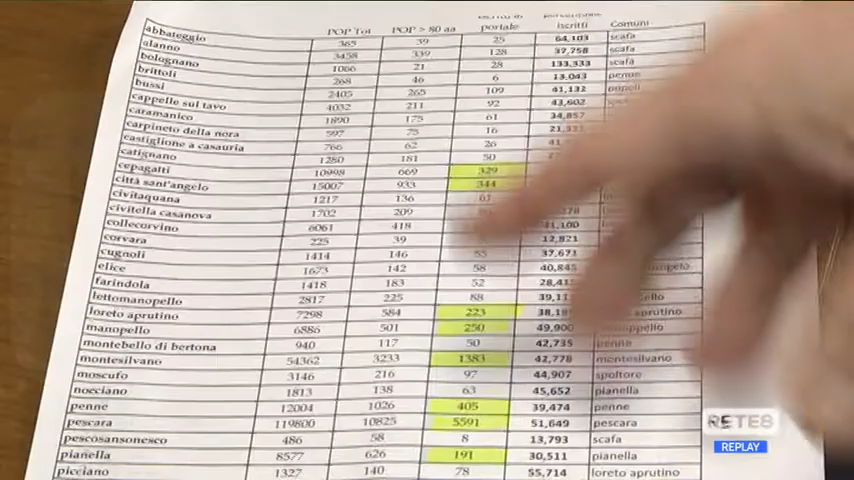 POP Tot POP > 80 aa portale iscritti Comuni
abbateggio 365 39 25 64,103 scafa
alanno 3458 339 128 37,758 scafa
bolognano 1066 21 28 133,333 scafa
brittoli 268 46 6 13.043 penne
bussi 2405 265 109 41,132 popoli
cappelle sul tavo 4032 211 92 43,602
caramanico 1890 175 61 34,857
carpineto della nora 597 75 16
castiglione a casauria 766 62 26
catignano 1280 181 50
cepagatti 10998 669 329
città sant'angelo 15007 933 344
civitaquana 1217 136
civitella casanova 1702 209
collecorvino 6061 418
corvara 225 39 12,821
cugnoli 1414 146 37,671
elice 1673 142 58 40,845
farindola 1418 183 52
lettomanopello 2817 225 88
loreto aprutino 7298 584 223 aprutino
manopello 6886 501 250 49,900
montebello di bertona 940 117 50 42,735 penne
montesilvano 54362 3233 1383 42,778 montesilvano
moscufo 3146 216 97 44,907 spoltore
nocciano 1813 138 63 45,652 pianella
penne 12004 1026 405 39,474 penne
pescara 119800 10825 5591 51,649 pescara
pescosansonesco 486 58 8 13,793 scafa
pianella 8577 626 191 30,511 pianella
picciano 1327 140 78 55,714 loreto aprutino
RETE8
REPLAY